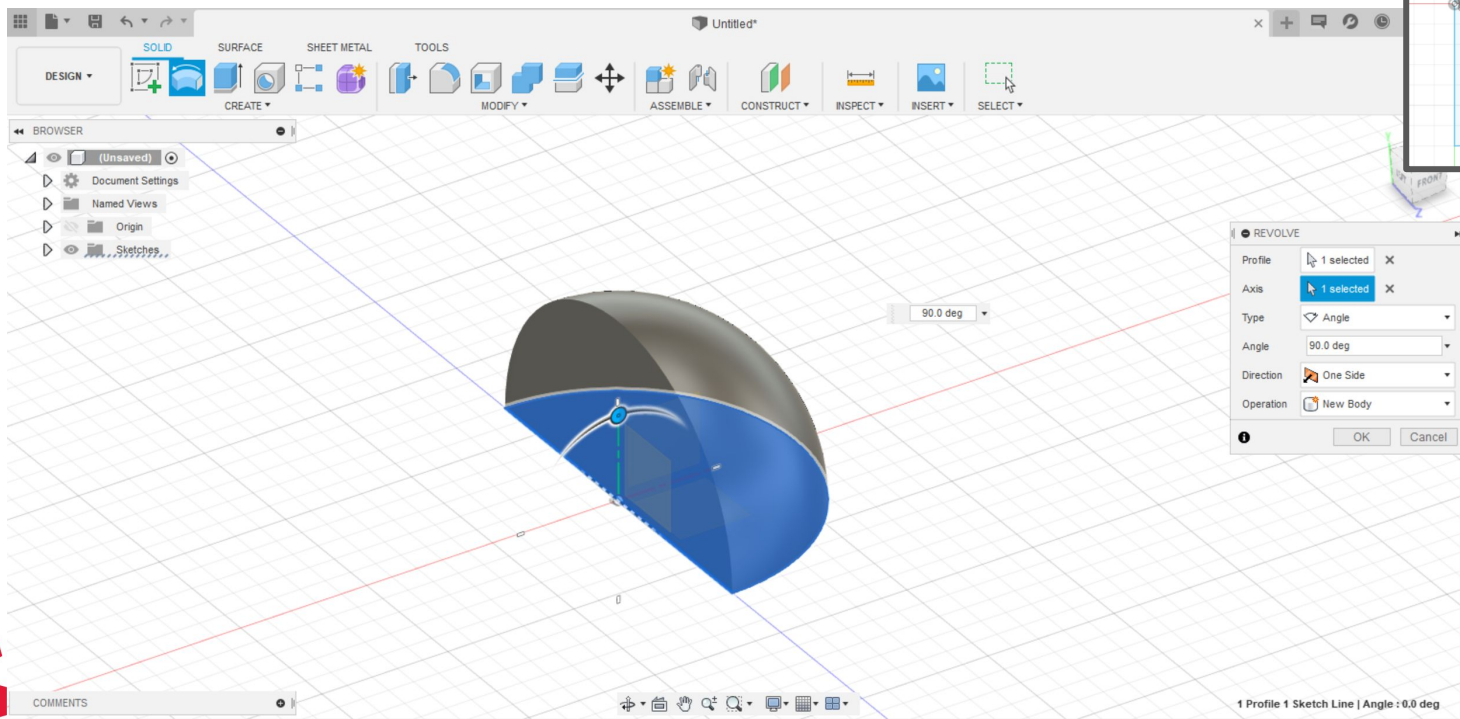 Untitled*
SOLID SURFACE SHEET METAL TOOLS
DESIGN
CREATE MODIFY ASSEMBLE CONSTRUCT INSPECT INSERT SELECT
BROWSER
(Unsaved)
Document Settings
Named Views
Origin
Sketches
90.0 deg
Y
FRONT
Z
REVOLVE
Profile 1 selected
Axis 1 selected
Type Angle
Angle 90.0 deg
Direction One Side
Operation New Body
OK Cancel
COMMENTS
1 Profile 1 Sketch Line | Angle : 0.0 deg